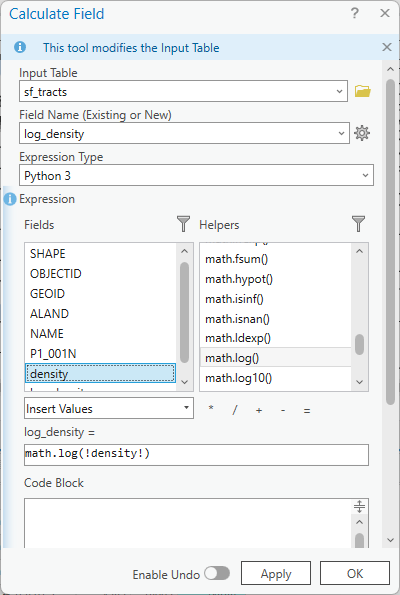 Calculate Field ? ×
This tool modifies the Input Table ×
Input Table
sf_tracts
Field Name (Existing or New)
log_density
Expression Type
Python 3
Expression
Fields
Helpers
SHAPE
OBJECTID
GEOID
ALAND
NAME
P1_001N
density
math.fsum()
math.hypot()
math.isinf()
math.isnan()
math.ldexp()
math.log()
math.log10()
Insert Values
* / + - =
log_density =
math.log(!density!)
Code Block
Enable Undo
Apply
OK